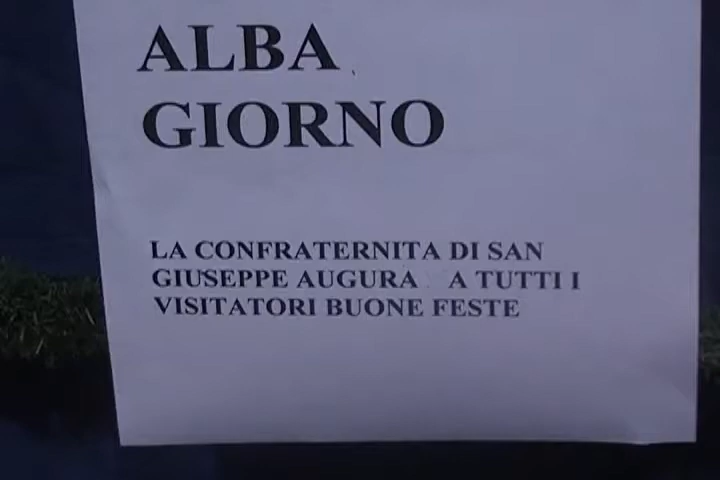 ALBA
GIORNO
LA CONFRATERNITA DI SAN
GIUSEPPE AUGURA A TUTTI I
VISITATORI BUONE FESTE